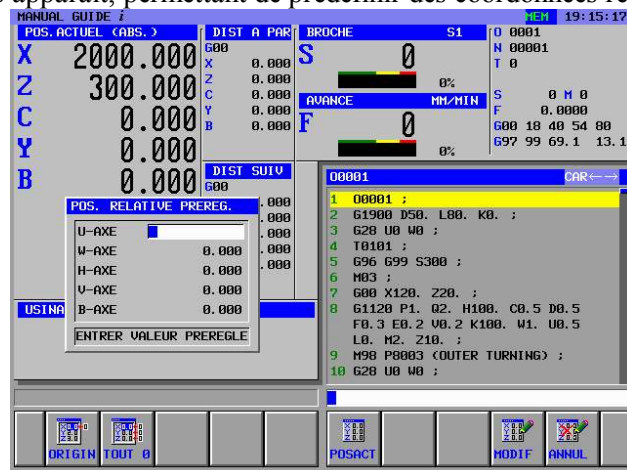 apparaît, permettant de prédéfinir des coordonnées
MANUAL GUIDE i MEM 19:15:17
POS.ACTUEL (ABS.)
X 2000.000
Z 300.000
C 0.000
Y 0.000
B 0.000
DIST A PAR
G00
X 0.000
Z 0.000
C 0.000
Y 0.000
B 0.000
DIST SUIV
G00
.000
.000
.000
.000
.000
BROCHE S1
S 0
0%
AVANCE MM/MIN
F 0
0%
O 0001
N 00001
T 0
S 0 M 0
F 0.0000
G00 18 40 54 80
G97 99 69.1 13.1
POS. RELATIVE PREREG.
U-AXE
W-AXE 0.000
H-AXE 0.000
V-AXE 0.000
B-AXE 0.000
ENTRER VALEUR PREREGLE
USINA
O0001 CAR←→
1 O0001 ;
2 G1900 D50. L80. K0. ;
3 G28 U0 W0 ;
4 T0101 ;
5 G96 G99 S300 ;
6 M03 ;
7 G00 X120. Z20. ;
8 G1120 P1. Q2. H100. C0.5 D0.5
F0.3 E0.2 V0.2 K100. W1. U0.5
L0. M2. Z10. ;
9 M98 P8003 (OUTER TURNING) ;
10 G28 U0 W0 ;
ORIGIN TOUT 0 POSACT MODIF ANNUL